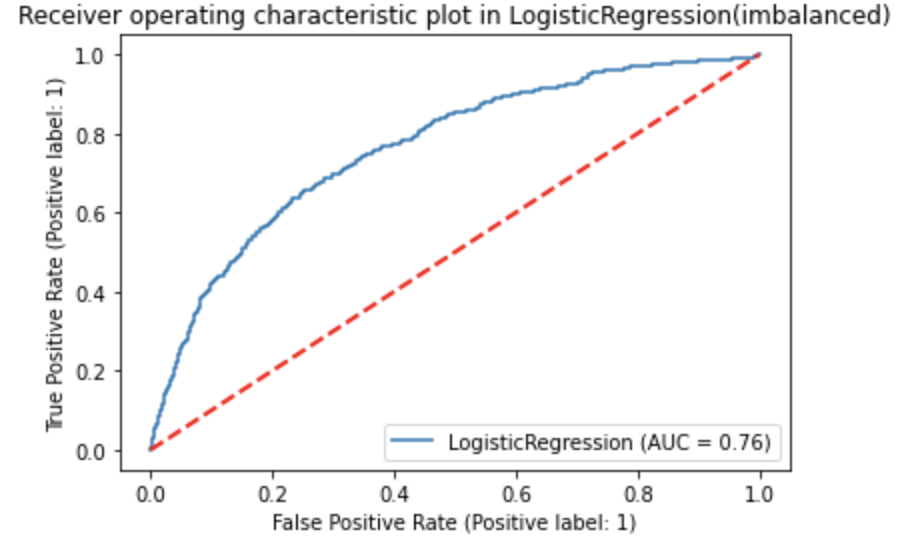 Receiver operating characteristic plot in LogisticRegression(imbalanced)
True Positive Rate (Positive label: 1)
1.0
0.8
0.6
0.4
0.2
0.0
LogisticRegression (AUC = 0.76)
0.0 0.2 0.4 0.6 0.8 1.0
False Positive Rate (Positive label: 1)